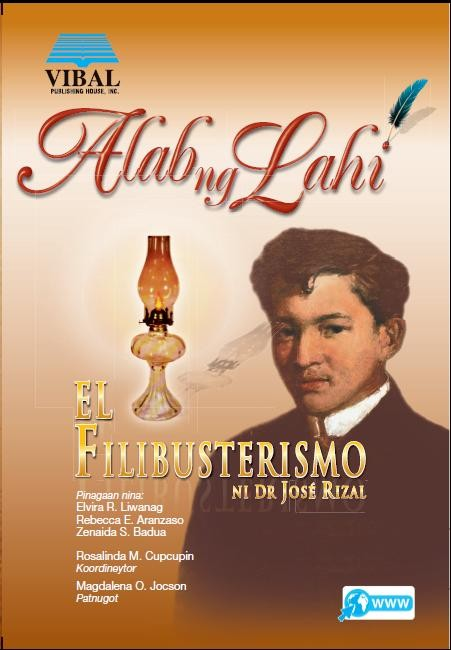 VIBAL
PUBLISHING HOUSE, INC.
Alab ng Lahi
EL
FILIBUSTERISMO
NI DR JOSÉ RIZAL
Pinagaan nina:
Elvira R. Liwanag
Rebecca E. Aranzaso
Zenaida S. Badua
Rosalinda M. Cupcupin
Koordineytor
Magdalena O. Jocson
Patnugot
WWW